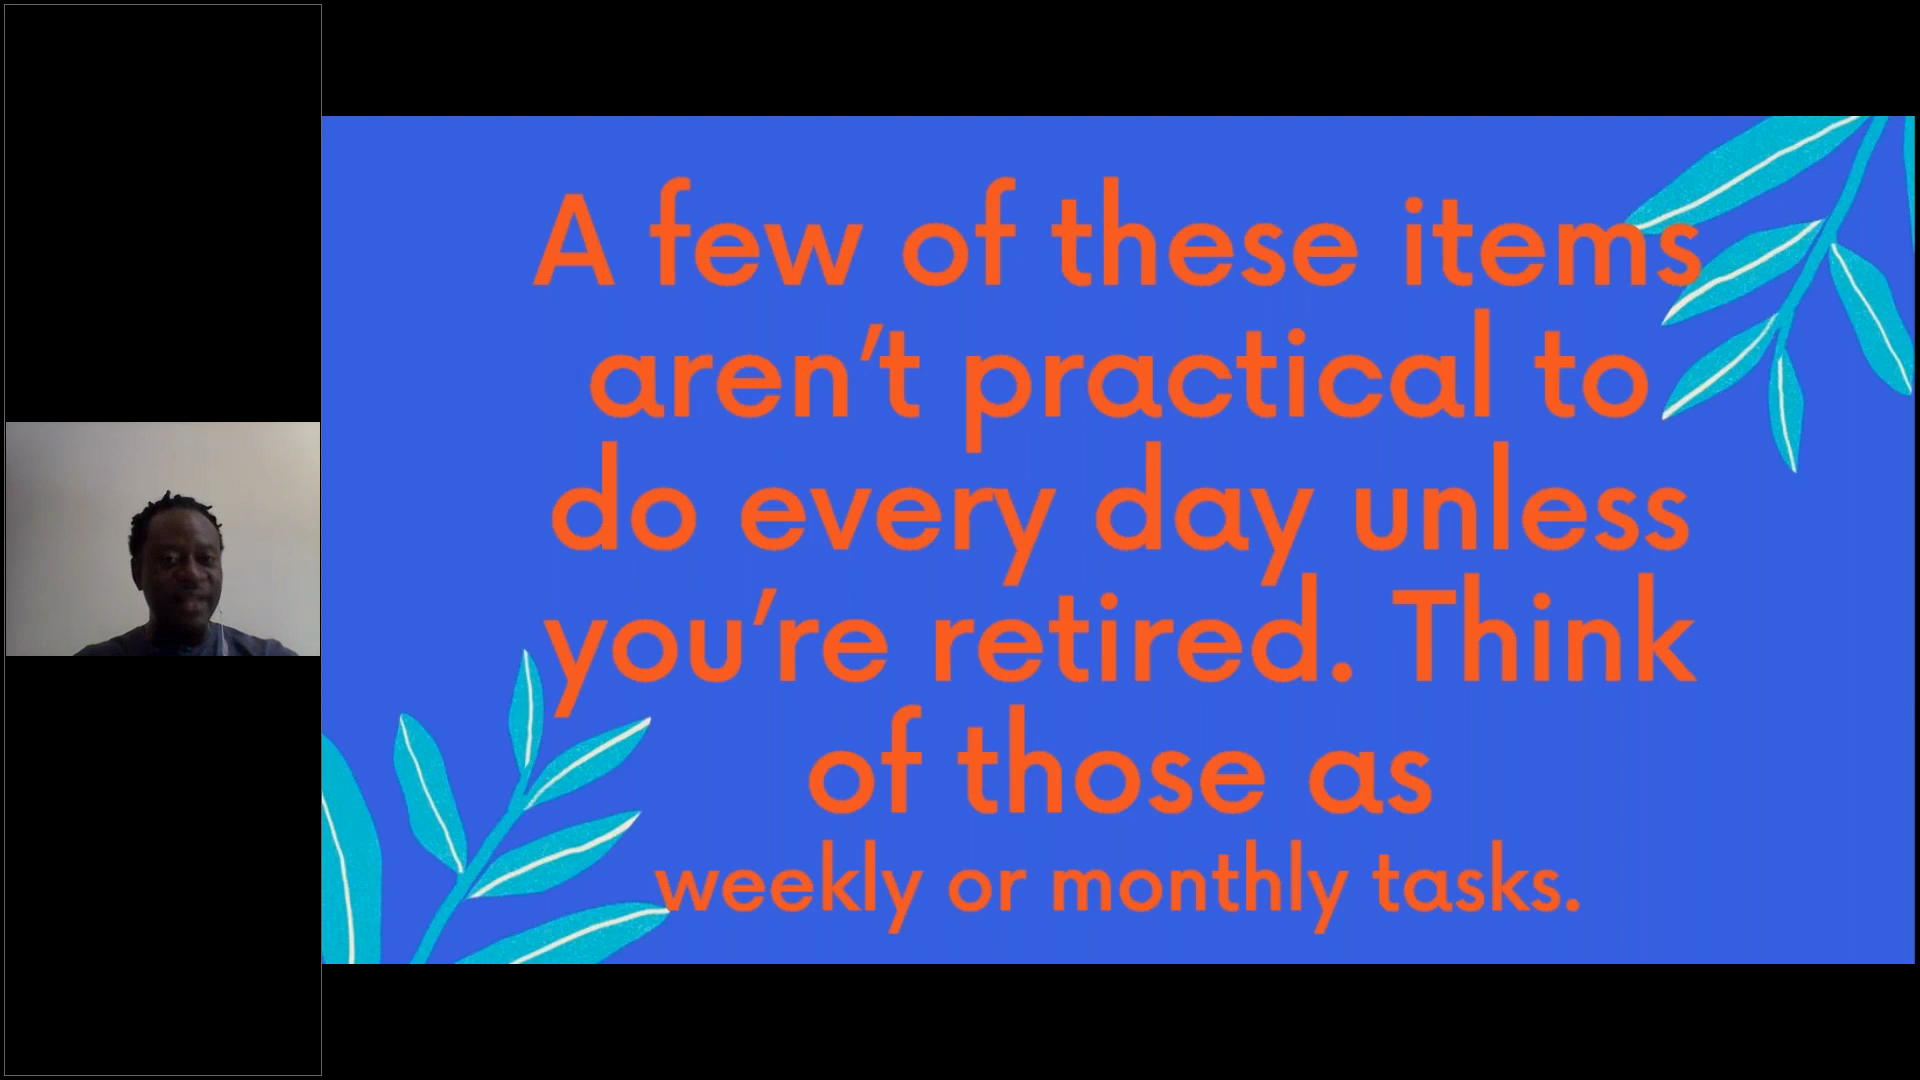 A few of these items
aren’t practical to
do every day unless
you’re retired. Think
of those as
weekly or monthly tasks.